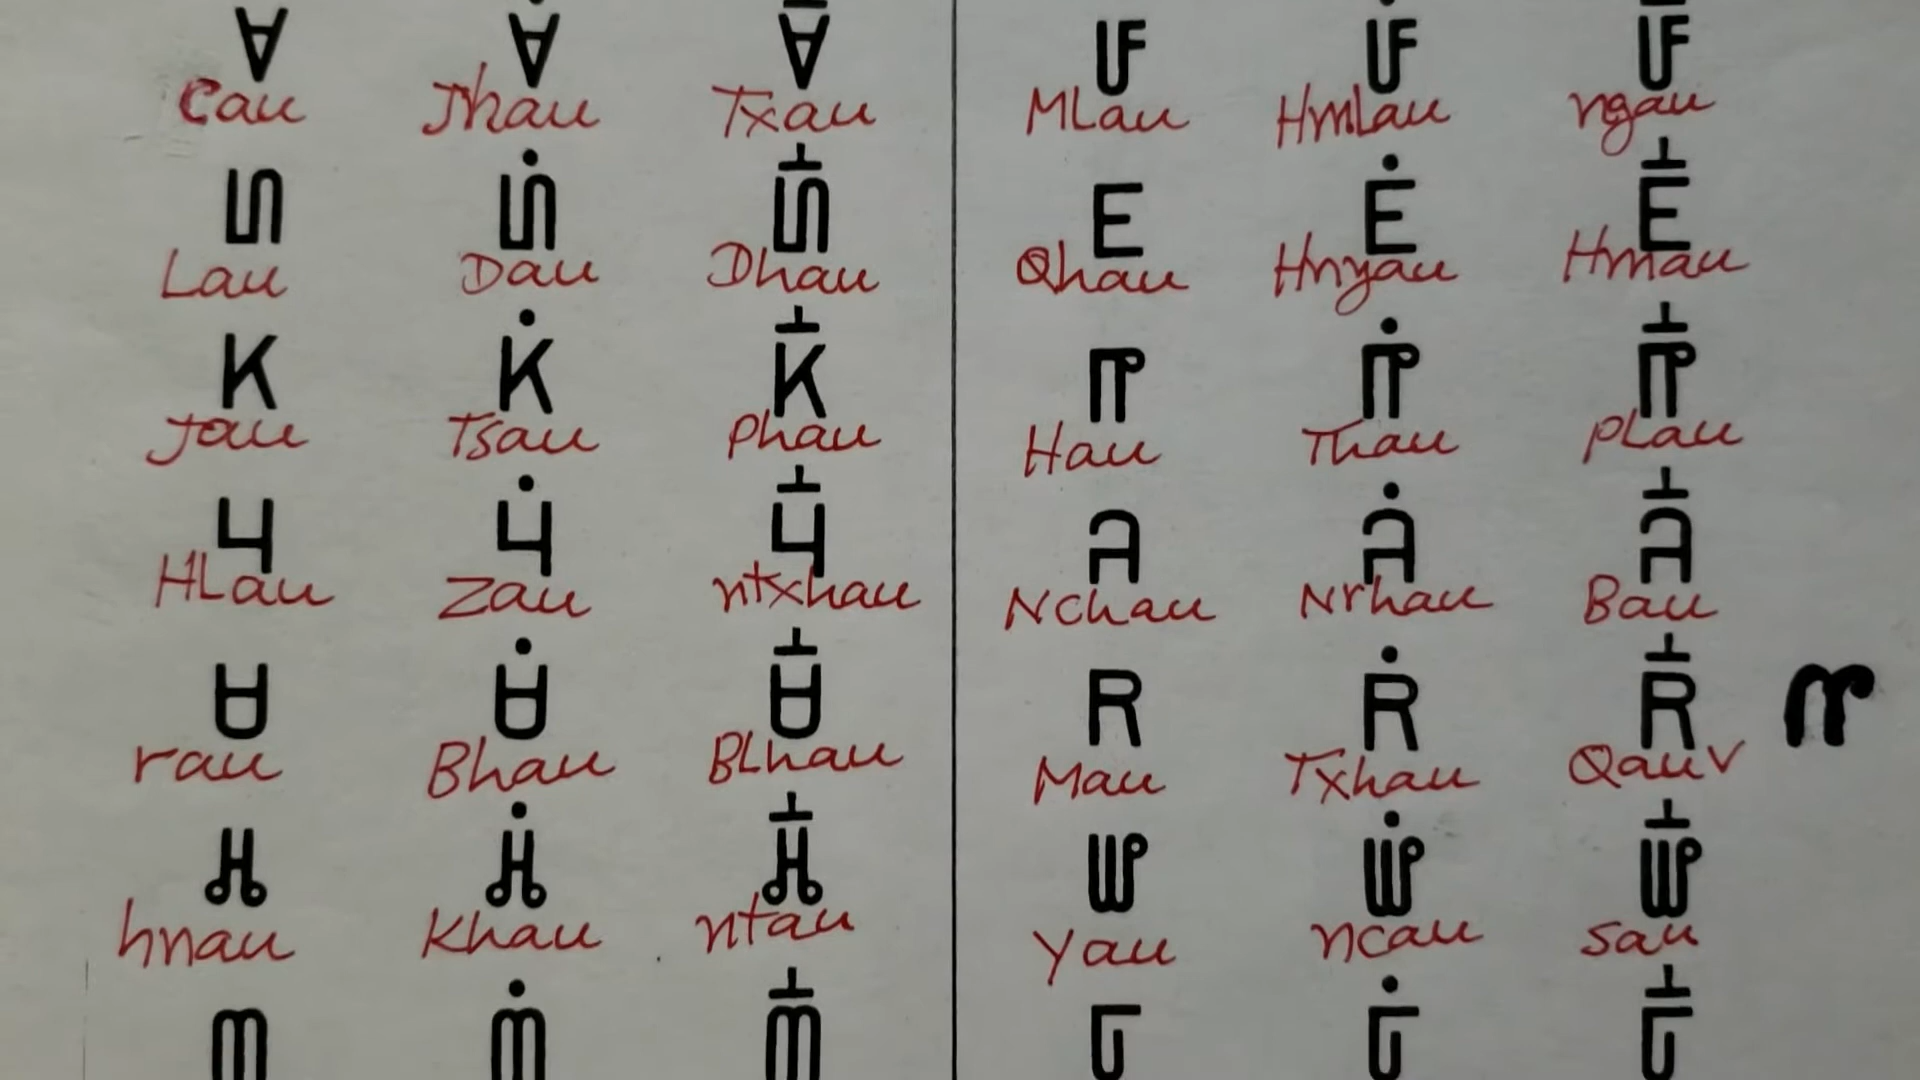 𖬯 𖬯𖬰 𖬯𖬵 𖬠 𖬠𖬰 𖬠𖬵
Cau Jhau Txau MLau HmLau ngau
𖬞 𖬞𖬰 𖬞𖬵 𖬣 𖬣𖬰 𖬣𖬵
Lau Dau Dhau Qhau Hnyau Hmau
𖬝 𖬝𖬰 𖬝𖬵 𖬟 𖬟𖬰 𖬟𖬵
Jau Tsau Phau Hau Thau pLau
𖬥 𖬥𖬰 𖬥𖬵 𖬨 𖬨𖬰 𖬨𖬵
HLau Zau ntxhau Nchau Nrhau Bau
𖬡 𖬡𖬰 𖬡𖬵 𖬦 𖬦𖬰 𖬦𖬵
rau Bhau BLhau Mau Txhau Qauv
𖬩 𖬩𖬰 𖬩𖬵 𖬤 𖬤𖬰 𖬤𖬵
hnau Khau ntau Yau ncau sau